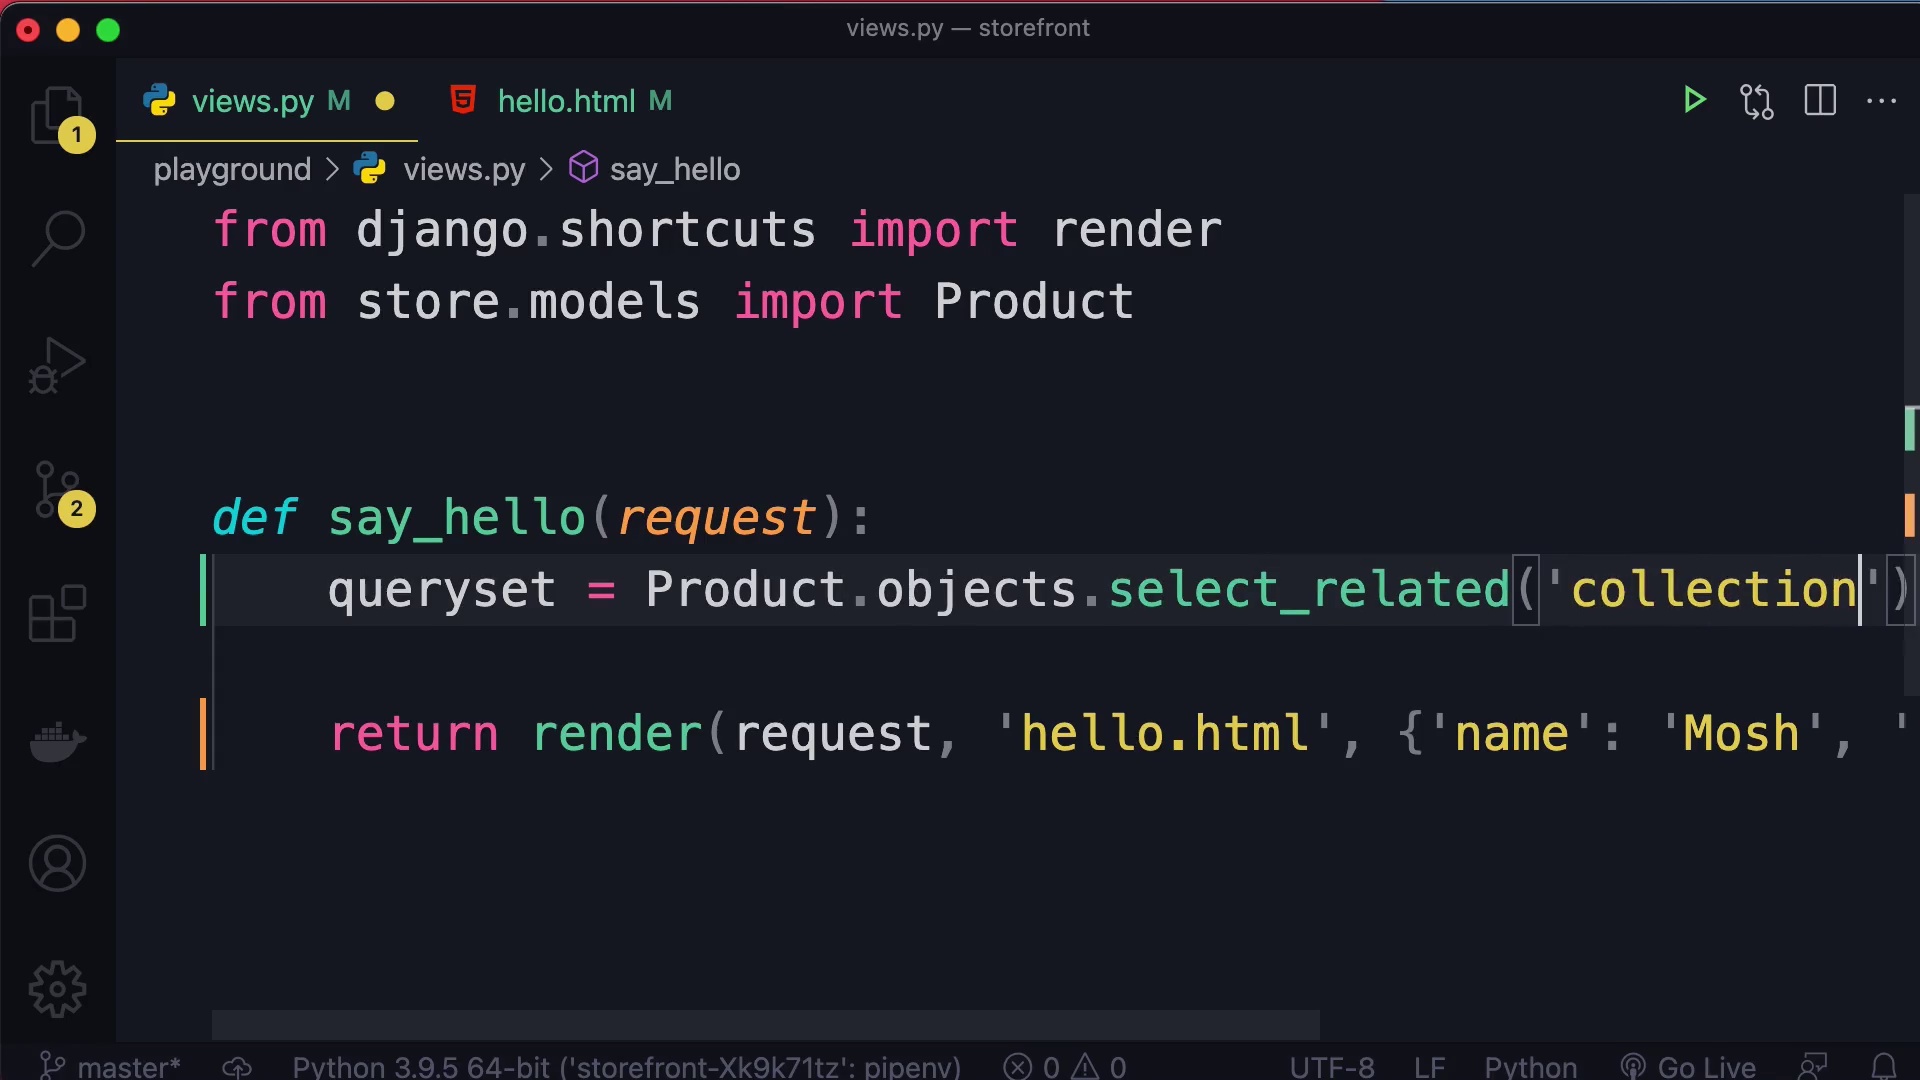 views.py — storefront
views.py M hello.html M
1
playground > views.py > say_hello
from django.shortcuts import render
from store.models import Product
def say_hello(request):
2
queryset = Product.objects.select_related('collection')
return render(request, 'hello.html', {'name': 'Mosh', '
master* Python 3.9.5 64-bit ('storefront-Xk9k71tz': pipenv) 0 0 UTF-8 LF Python Go Live